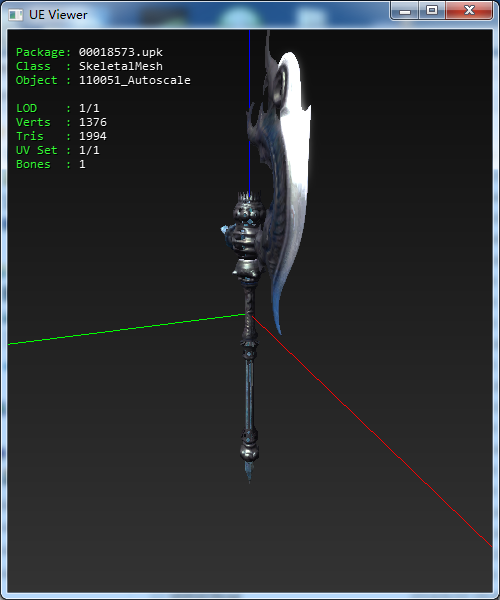 UE Viewer
Package: 00018573.upk
Class  : SkeletalMesh
Object : 110051_Autoscale
LOD    : 1/1
Verts  : 1376
Tris   : 1994
UV Set : 1/1
Bones  : 1